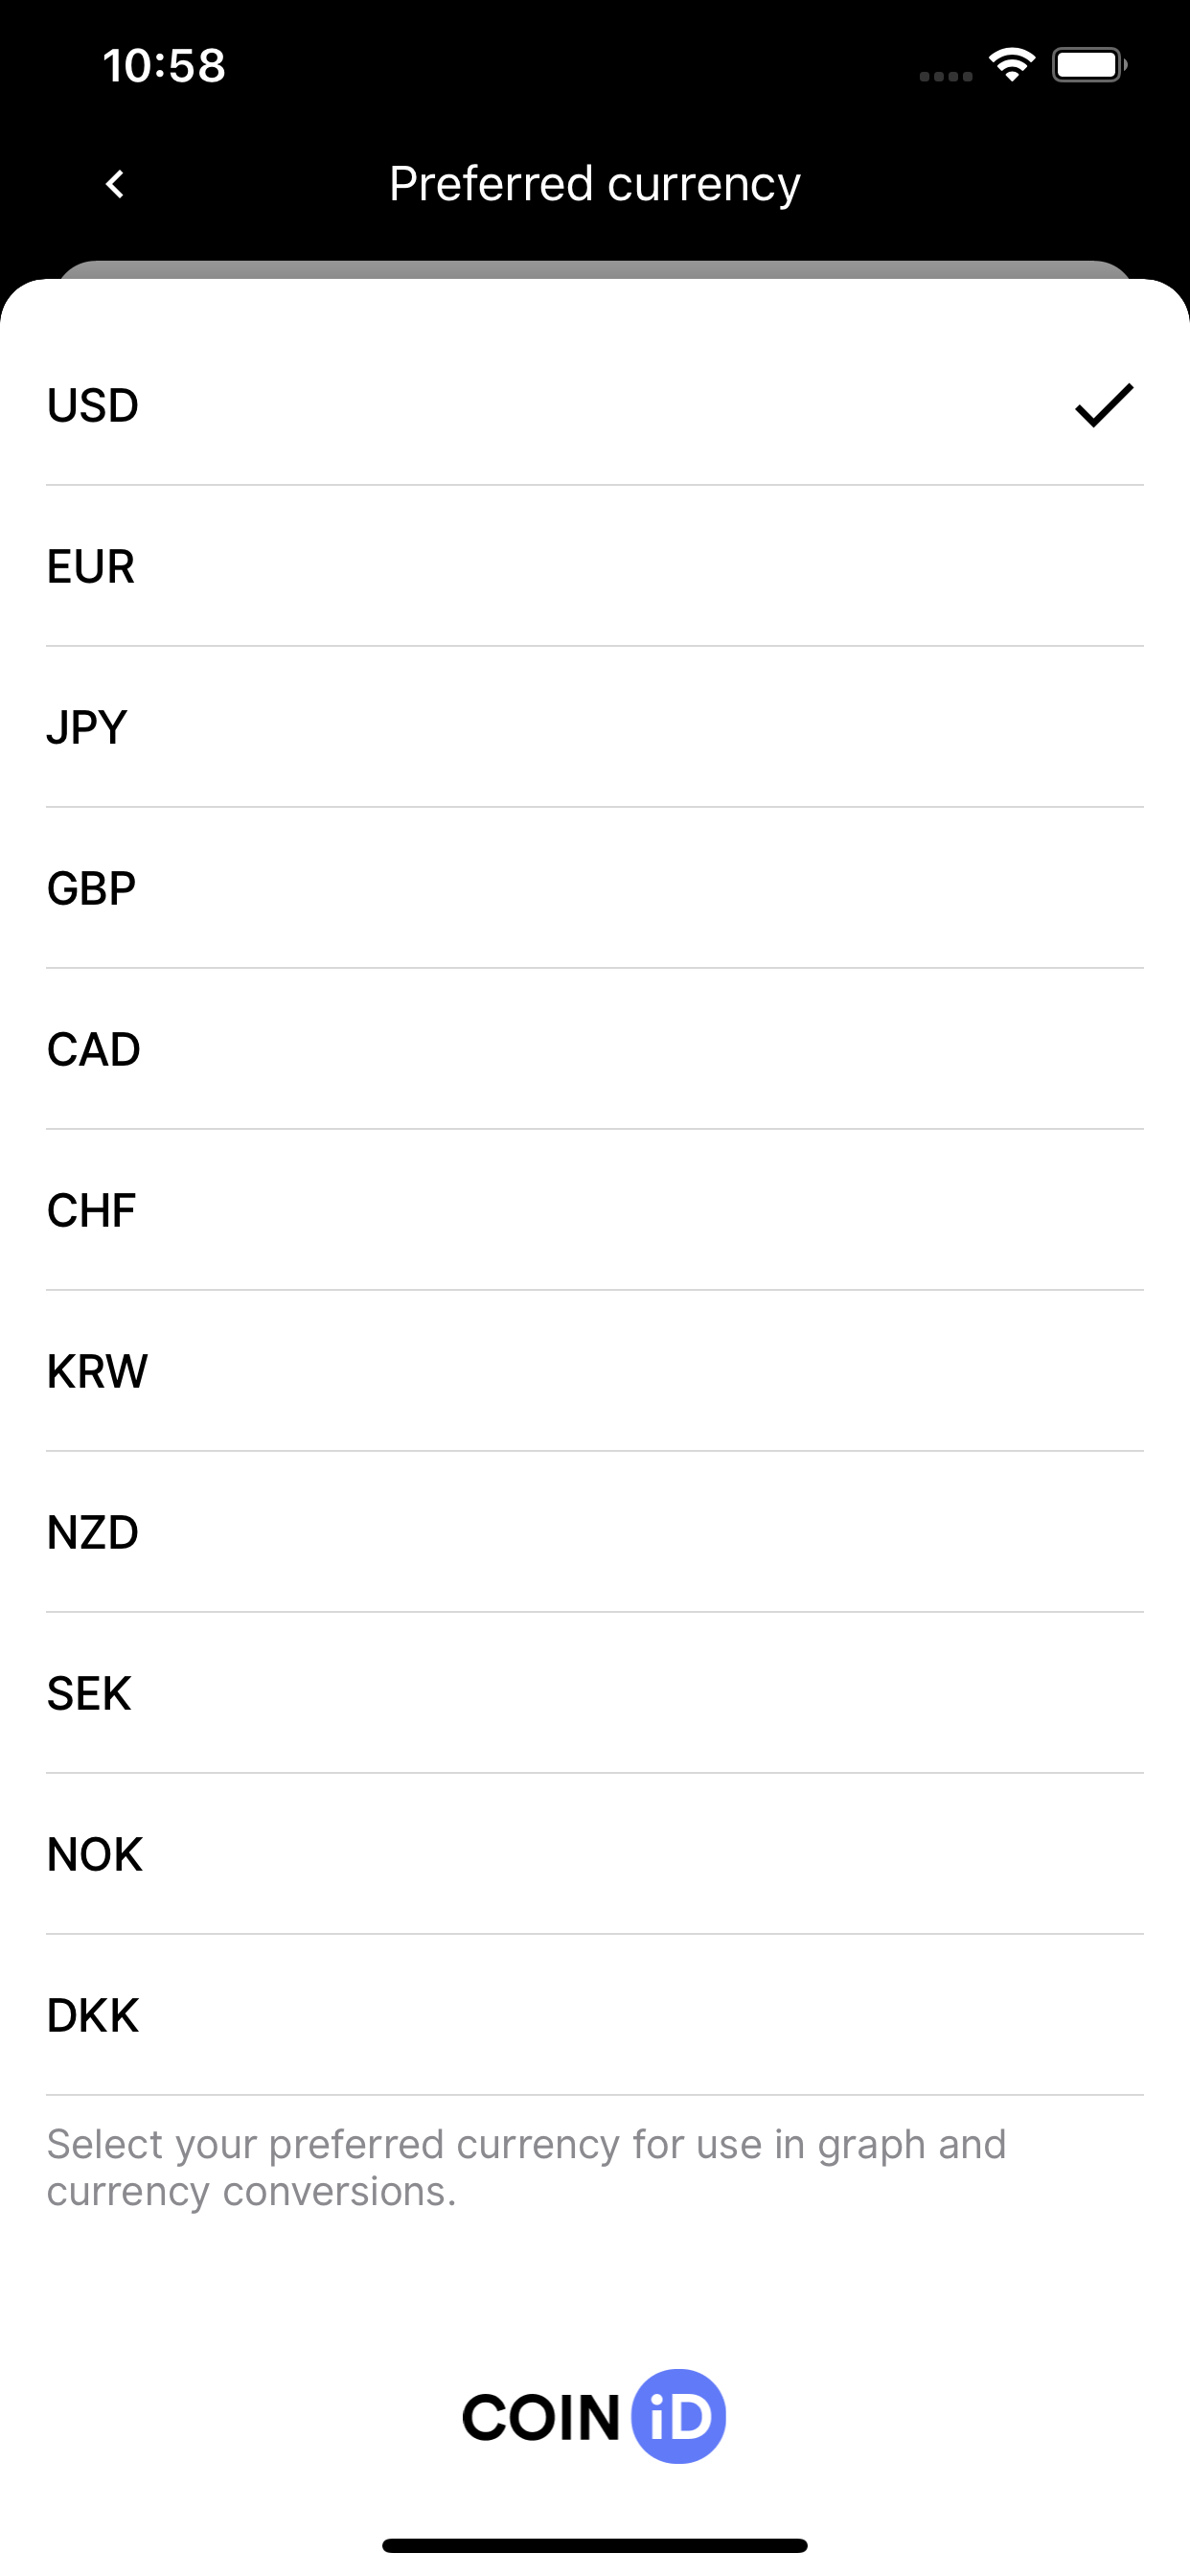 10:58
Preferred currency
USD
EUR
JPY
GBP
CAD
CHF
KRW
NZD
SEK
NOK
DKK
Select your preferred currency for use in graph and
currency conversions.
COIN iD